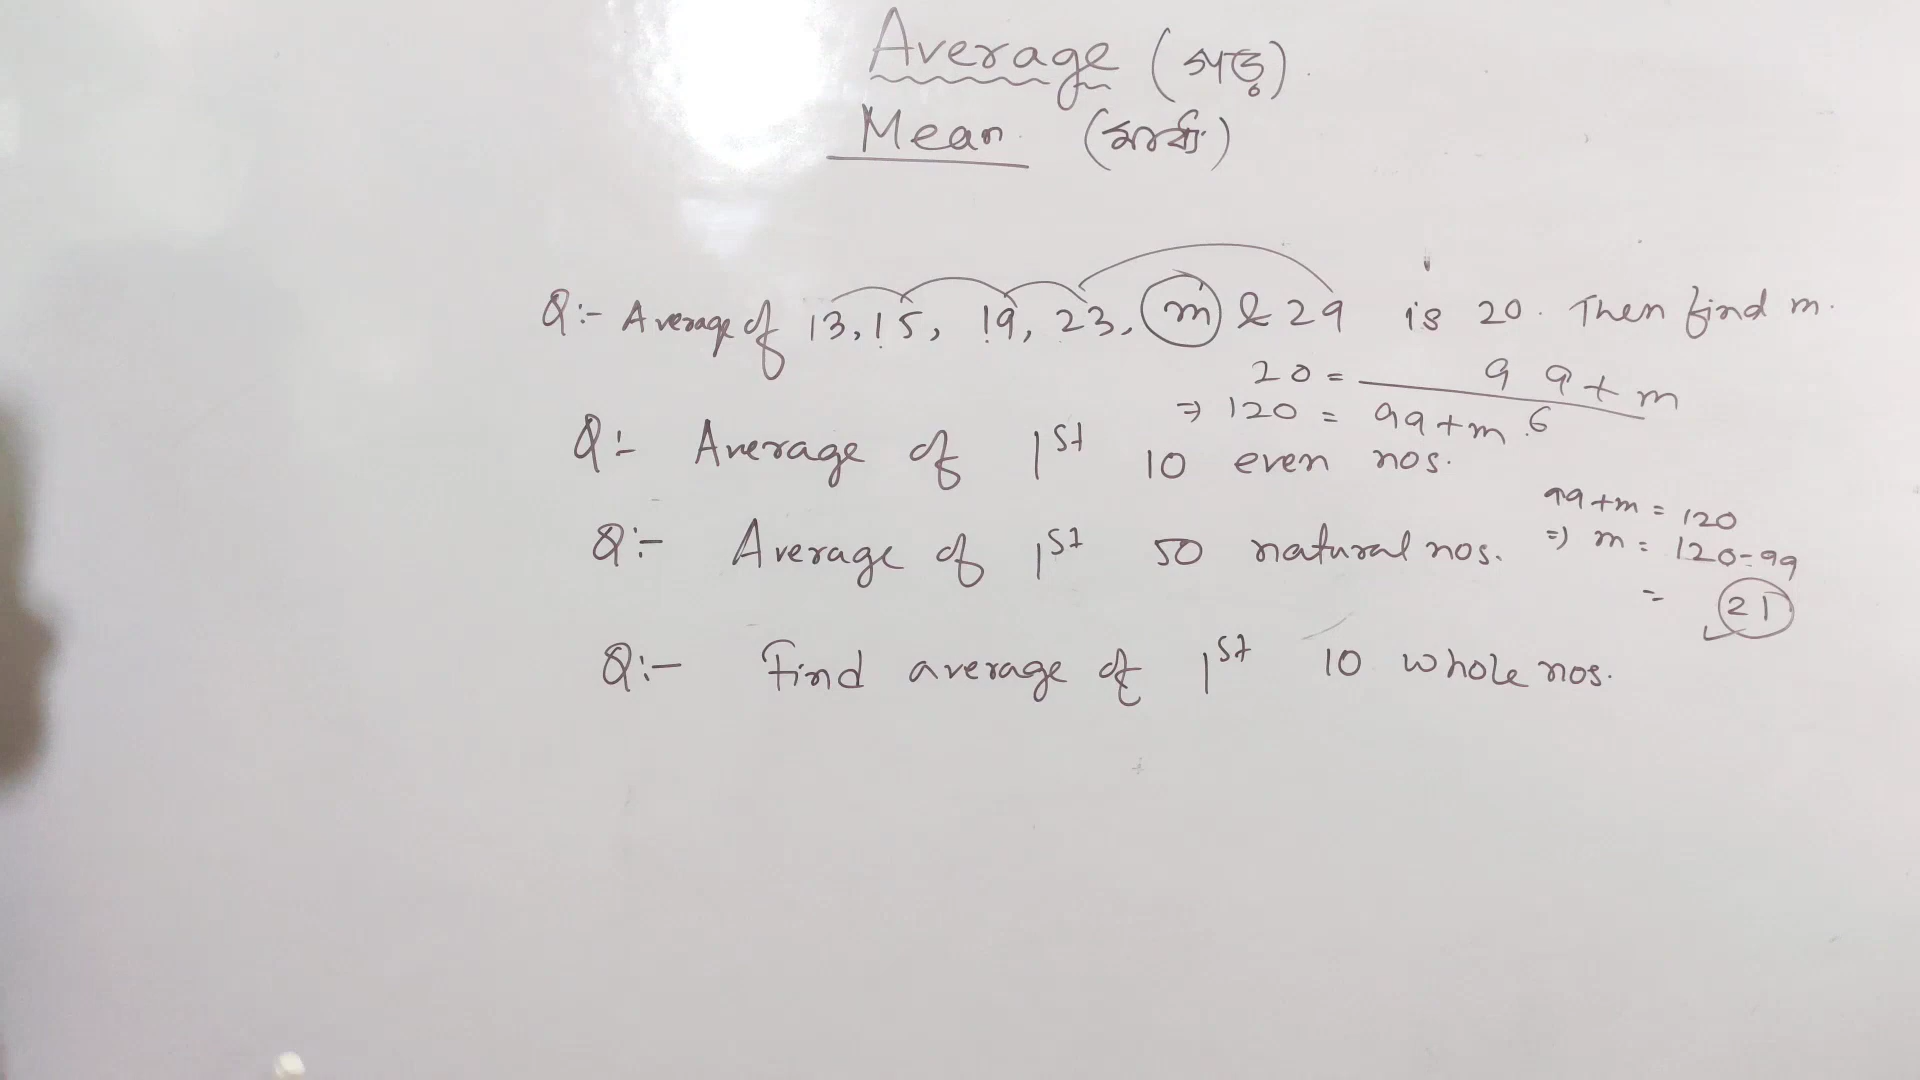 Average (গড়)
Mean (মাধ্য)
Q:- Average of 13, 15, 19, 23, m & 29 is 20. Then find m.
20 = 99+m / 6
⇒ 120 = 99+m
Q:- Average of 1st 10 even nos.
99+m = 120
⇒ m = 120-99
= 21
Q:- Average of 1st 50 natural nos.
Q:- Find average of 1st 10 whole nos.